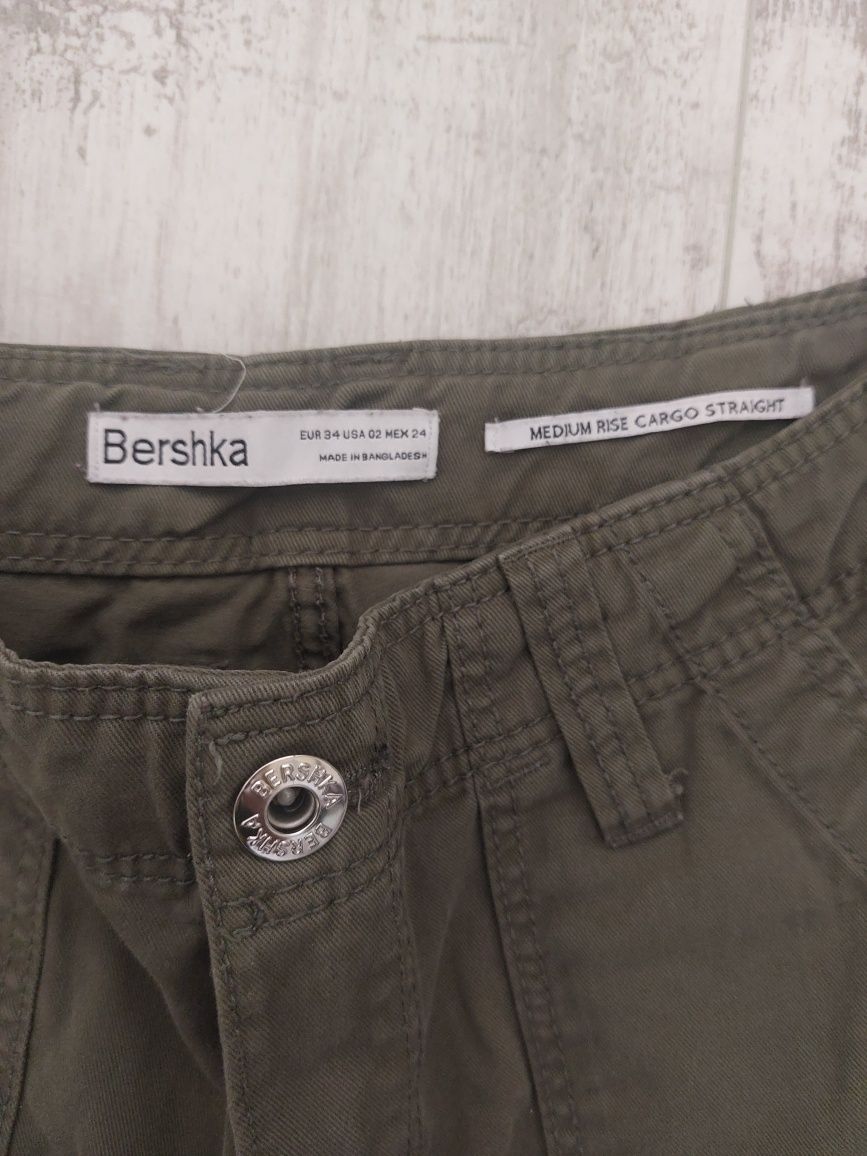 Bershka
EUR 34 USA 02 MEX 24
MADE IN BANGLADESH
MEDIUM RISE CARGO STRAIGHT
BERSHKA
BERSHKA